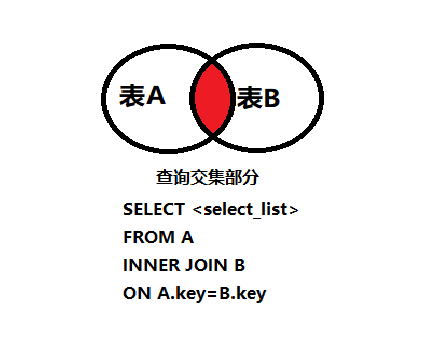 表A 表B
查询交集部分
SELECT <select_list>
FROM A
INNER JOIN B
ON A.key=B.key